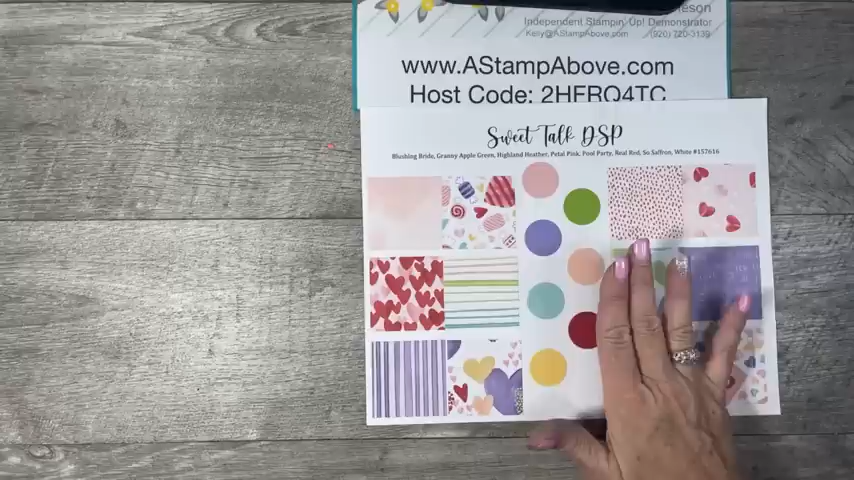 Independent Stampin' Up! Demonstrator
Kelly@AStampAbove.com (920) 720-3139
www.AStampAbove.com
Host Code: 2HFRQ4TC
Sweet Talk DSP
Blushing Bride, Granny Apple Green, Highland Heather, Petal Pink, Pool Party, Real Red, So Saffron, White #157616